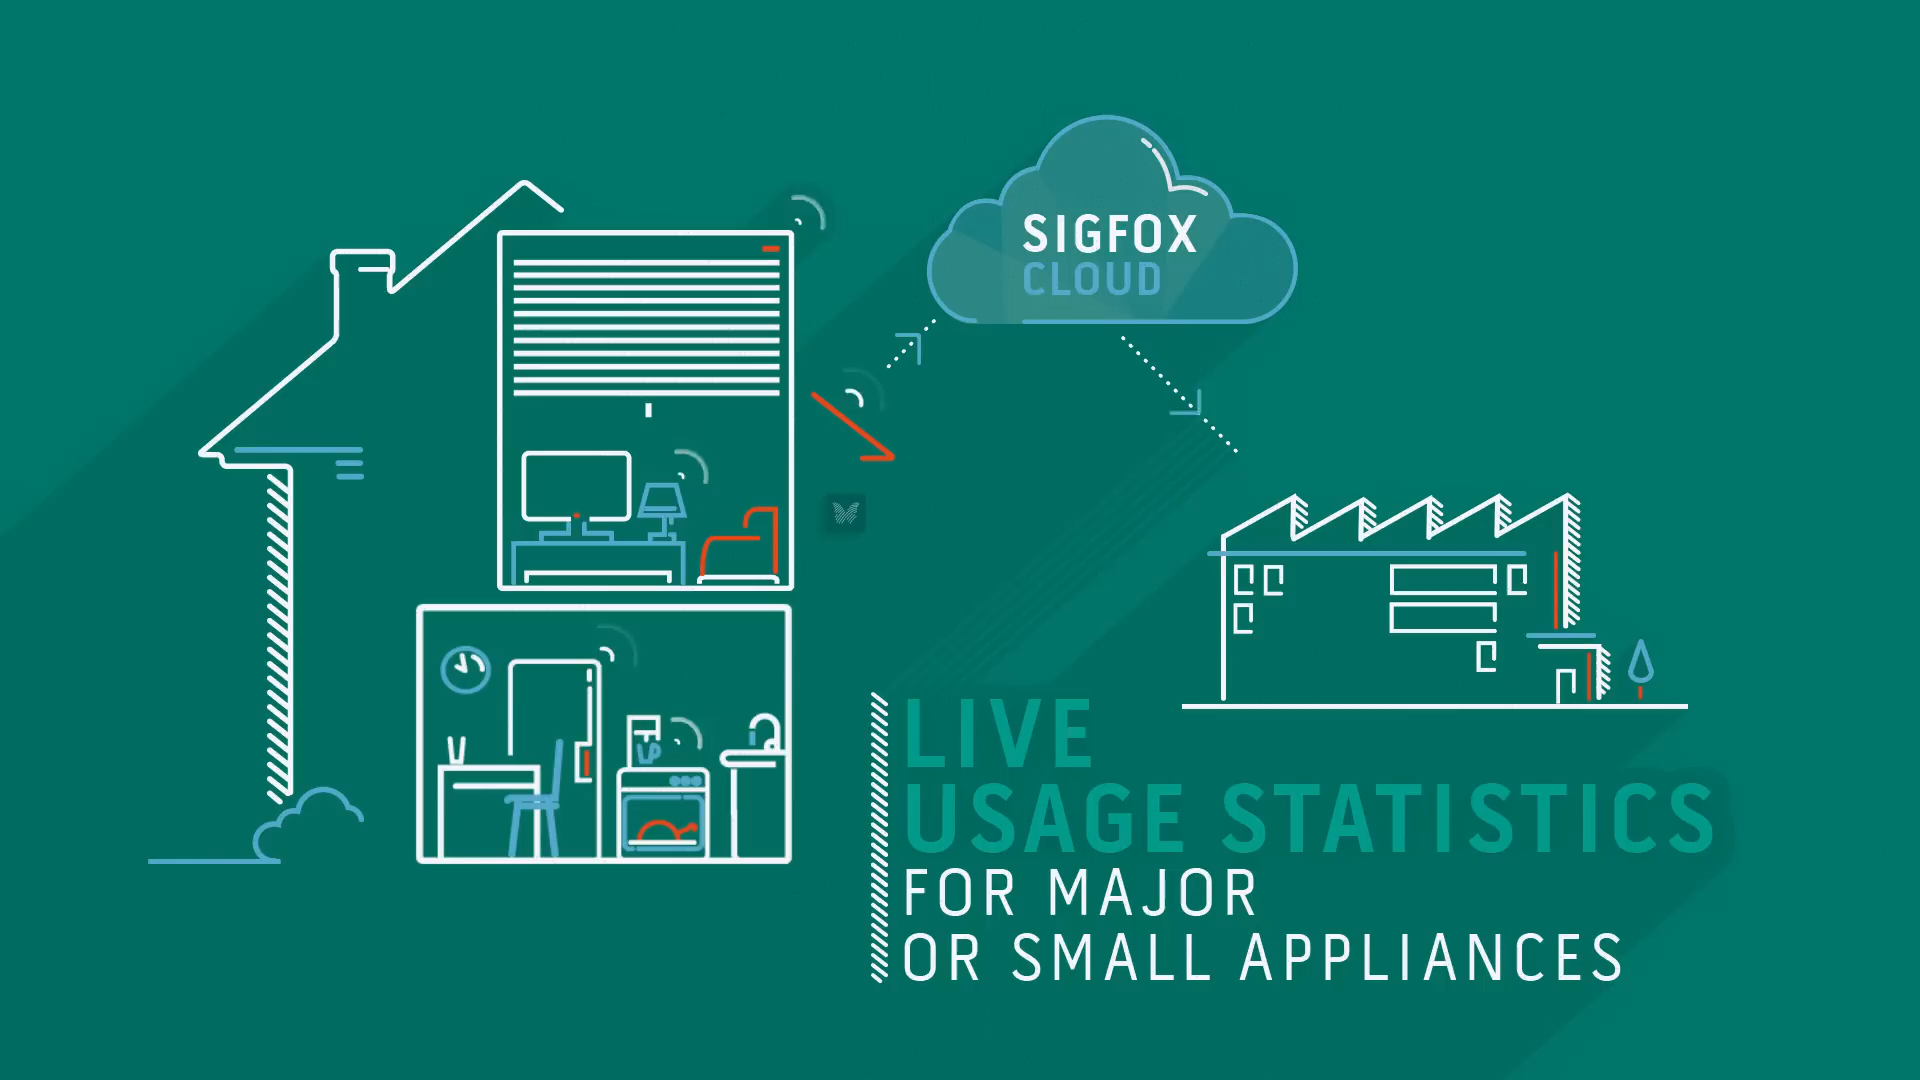 SIGFOX
CLOUD
LIVE
USAGE STATISTICS
FOR MAJOR
OR SMALL APPLIANCES